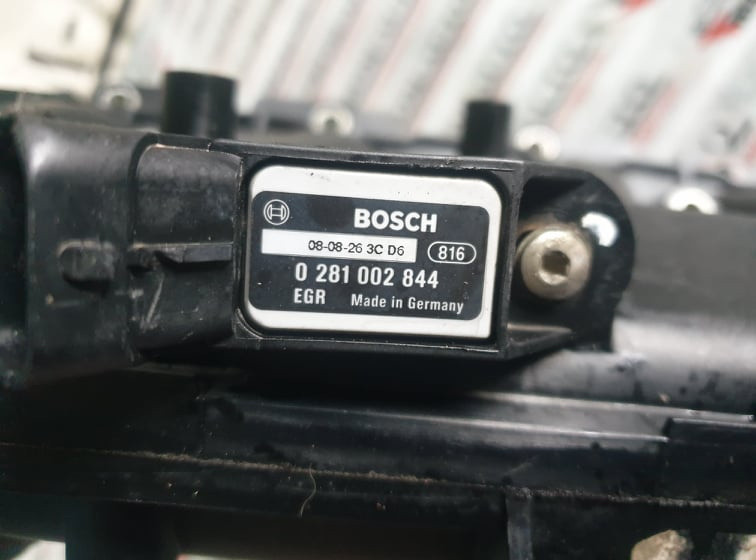 BOSCH
08-08-26 3C D6 816
0 281 002 844
EGR Made in Germany